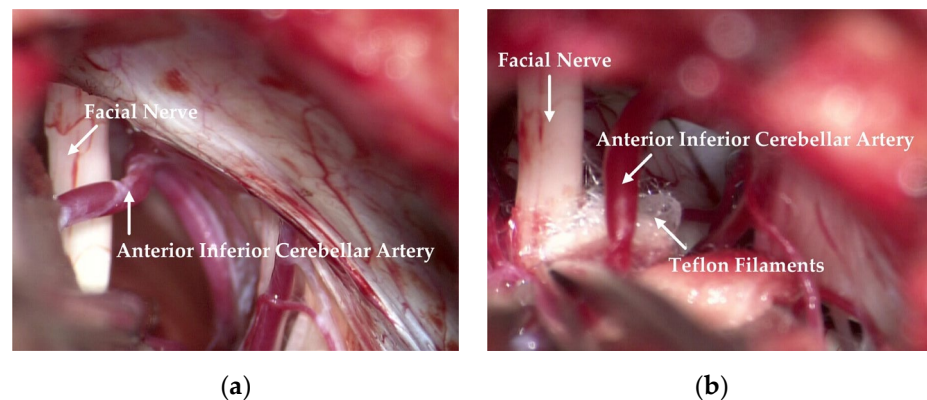 Facial Nerve
Anterior Inferior Cerebellar Artery
Facial Nerve
Anterior Inferior Cerebellar Artery
Teflon Filaments
(a)
(b)